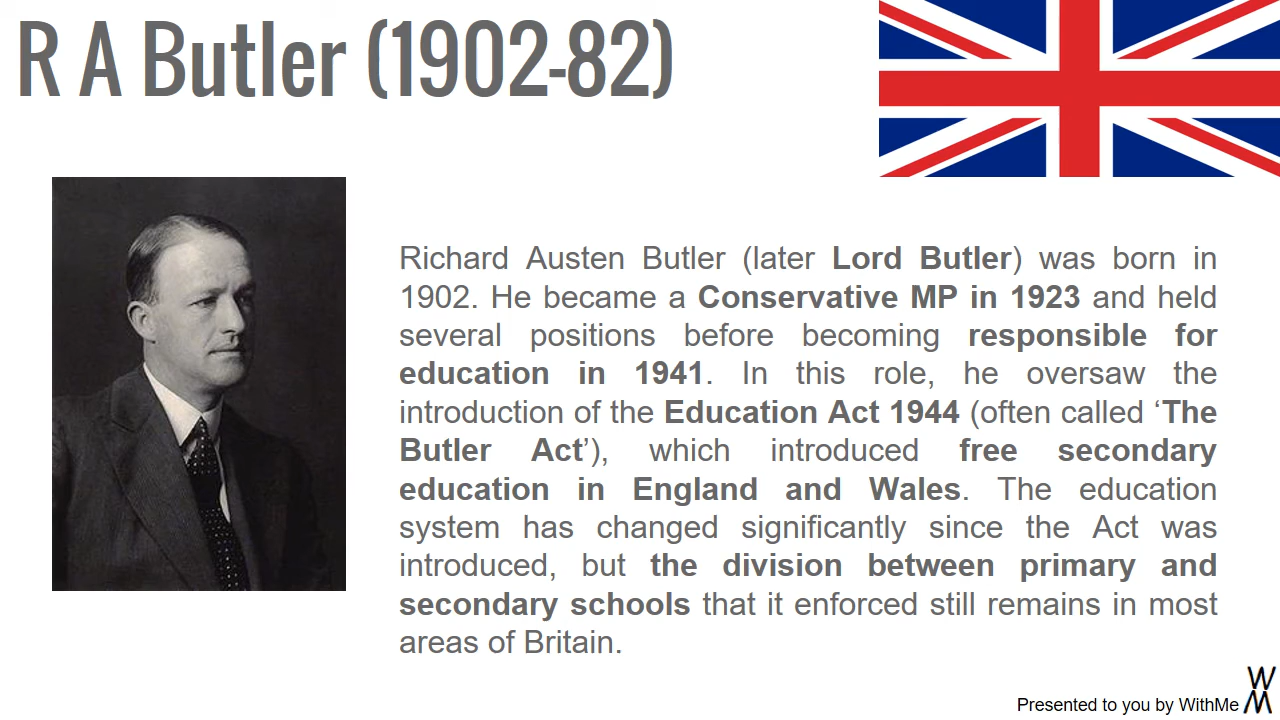 R A Butler (1902-82)
Richard Austen Butler (later Lord Butler) was born in
1902. He became a Conservative MP in 1923 and held
several positions before becoming responsible for
education in 1941. In this role, he oversaw the
introduction of the Education Act 1944 (often called ‘The
Butler Act’), which introduced free secondary
education in England and Wales. The education
system has changed significantly since the Act was
introduced, but the division between primary and
secondary schools that it enforced still remains in most
areas of Britain.
Presented to you by WithMe
W
M